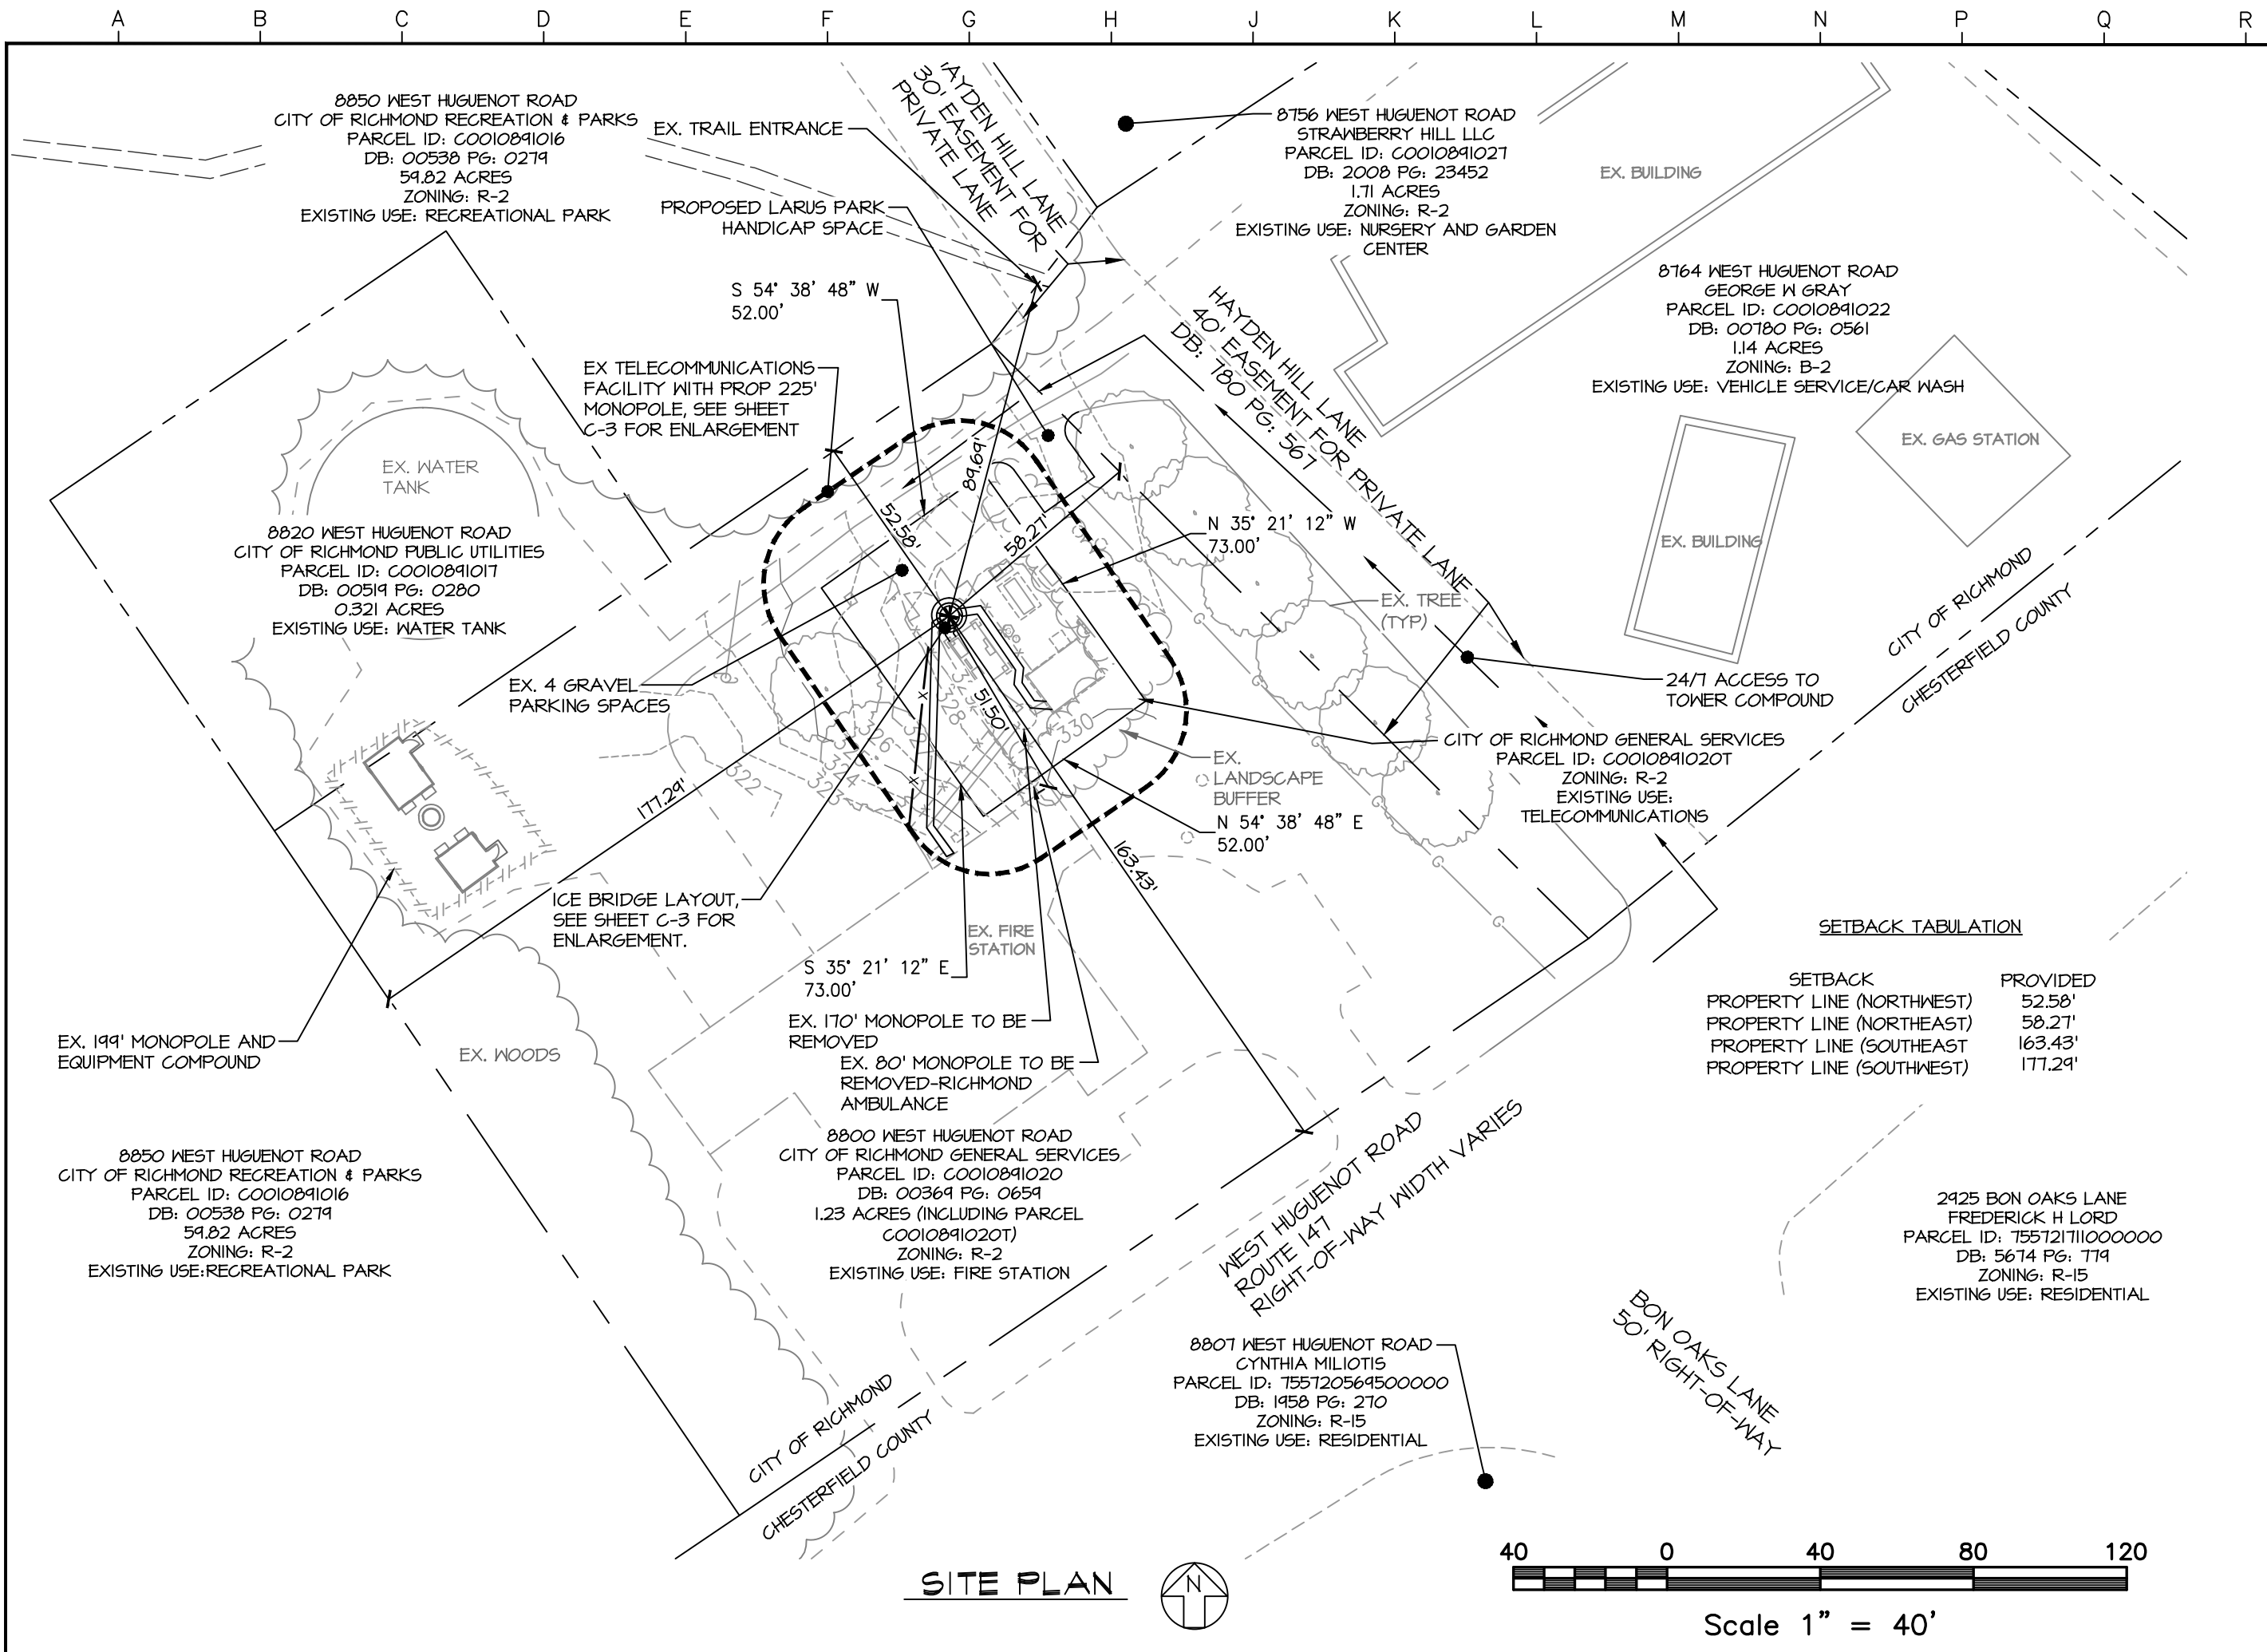 A B C D E F G H J K L M N P Q R
8850 WEST HUGUENOT ROAD
CITY OF RICHMOND RECREATION & PARKS
PARCEL ID: C0010891016
DB: 00538 PG: 0279
59.82 ACRES
ZONING: R-2
EXISTING USE: RECREATIONAL PARK
EX. TRAIL ENTRANCE
PROPOSED LARUS PARK
HANDICAP SPACE
AYDEN HILL LANE
30' EASEMENT FOR
PRIVATE LANE
8756 WEST HUGUENOT ROAD
STRAWBERRY HILL LLC
PARCEL ID: C0010891027
DB: 2008 PG: 23452
1.71 ACRES
ZONING: R-2
EXISTING USE: NURSERY AND GARDEN
CENTER
EX. BUILDING
8764 WEST HUGUENOT ROAD
GEORGE W GRAY
PARCEL ID: C0010891022
DB: 00780 PG: 0561
1.14 ACRES
ZONING: B-2
EXISTING USE: VEHICLE SERVICE/CAR WASH
S 54° 38' 48" W
52.00'
EX TELECOMMUNICATIONS
FACILITY WITH PROP 225'
MONOPOLE, SEE SHEET
C-3 FOR ENLARGEMENT
HAYDEN HILL LANE
40' EASEMENT FOR PRIVATE LANE
DB: 780 PG: 567
EX. GAS STATION
EX. WATER
TANK
8820 WEST HUGUENOT ROAD
CITY OF RICHMOND PUBLIC UTILITIES
PARCEL ID: C0010891017
DB: 00519 PG: 0280
0.321 ACRES
EXISTING USE: WATER TANK
89.69'
52.58'
58.27'
N 35° 21' 12" W
73.00'
EX. BUILDING
EX. TREE
(TYP)
CITY OF RICHMOND
CHESTERFIELD COUNTY
EX. 4 GRAVEL
PARKING SPACES
51.50'
328
326
324
323
322
330
24/7 ACCESS TO
TOWER COMPOUND
CITY OF RICHMOND GENERAL SERVICES
PARCEL ID: C0010891020T
ZONING: R-2
EXISTING USE:
TELECOMMUNICATIONS
EX.
LANDSCAPE
BUFFER
N 54° 38' 48" E
52.00'
177.29'
163.43'
ICE BRIDGE LAYOUT,
SEE SHEET C-3 FOR
ENLARGEMENT.
EX. FIRE
STATION
S 35° 21' 12" E
73.00'
EX. 170' MONOPOLE TO BE
REMOVED
EX. 80' MONOPOLE TO BE
REMOVED-RICHMOND
AMBULANCE
EX. 199' MONOPOLE AND
EQUIPMENT COMPOUND
EX. WOODS
SETBACK TABULATION
SETBACK PROVIDED
PROPERTY LINE (NORTHWEST) 52.58'
PROPERTY LINE (NORTHEAST) 58.27'
PROPERTY LINE (SOUTHEAST 163.43'
PROPERTY LINE (SOUTHWEST) 177.29'
8850 WEST HUGUENOT ROAD
CITY OF RICHMOND RECREATION & PARKS
PARCEL ID: C0010891016
DB: 00538 PG: 0279
59.82 ACRES
ZONING: R-2
EXISTING USE:RECREATIONAL PARK
8800 WEST HUGUENOT ROAD
CITY OF RICHMOND GENERAL SERVICES
PARCEL ID: C0010891020
DB: 00369 PG: 0659
1.23 ACRES (INCLUDING PARCEL
C0010891020T)
ZONING: R-2
EXISTING USE: FIRE STATION
WEST HUGUENOT ROAD
ROUTE 147
RIGHT-OF-WAY WIDTH VARIES
2925 BON OAKS LANE
FREDERICK H LORD
PARCEL ID: 755721711000000
DB: 5674 PG: 779
ZONING: R-15
EXISTING USE: RESIDENTIAL
BON OAKS LANE
50' RIGHT-OF-WAY
8807 WEST HUGUENOT ROAD
CYNTHIA MILIOTIS
PARCEL ID: 755720569500000
DB: 1958 PG: 270
ZONING: R-15
EXISTING USE: RESIDENTIAL
CITY OF RICHMOND
CHESTERFIELD COUNTY
SITE PLAN
N
40 0 40 80 120
Scale 1" = 40'